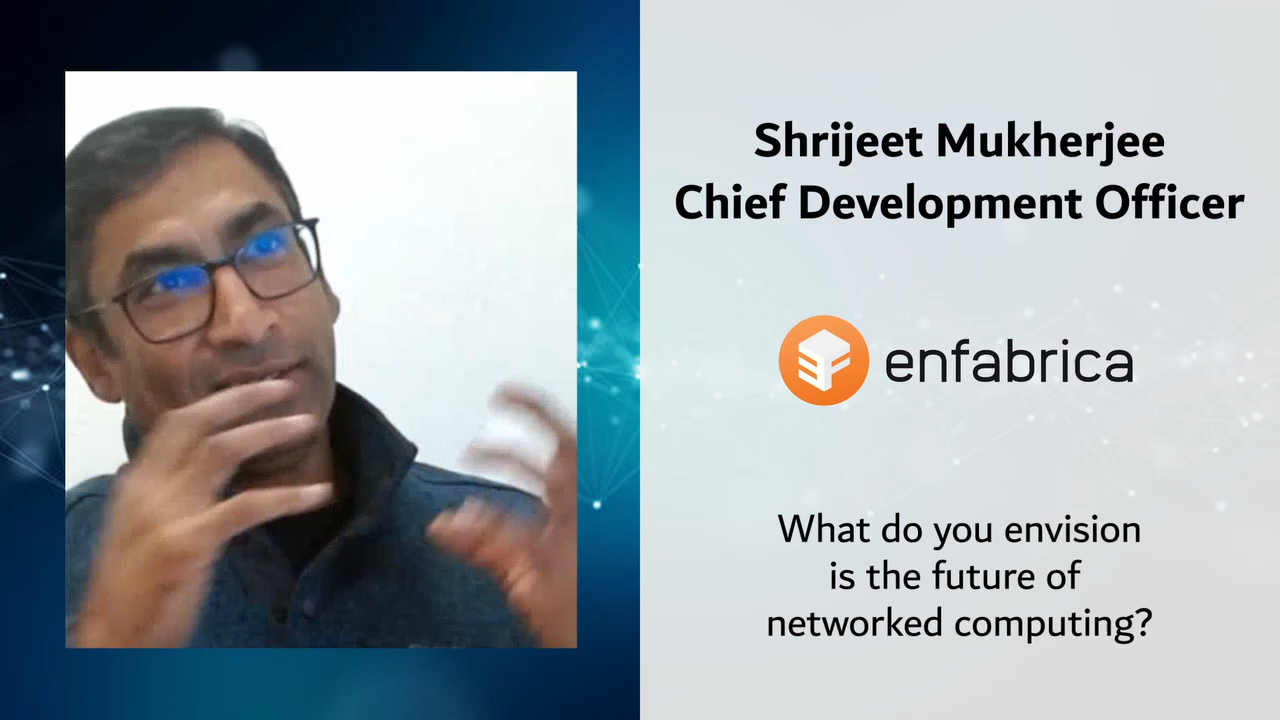 Shrijeet Mukherjee
Chief Development Officer
enfabrica
What do you envision
is the future of
networked computing?